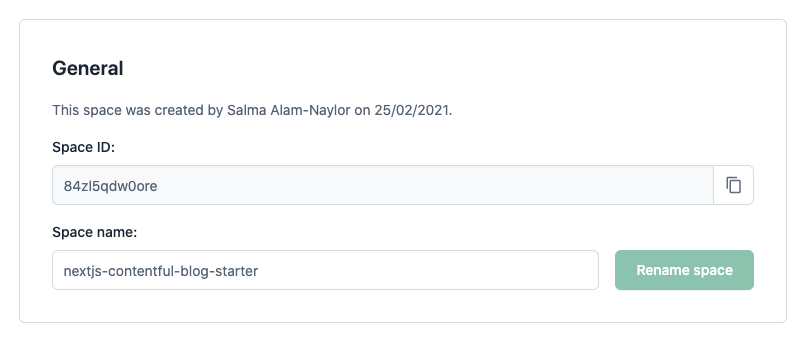 General
This space was created by Salma Alam-Naylor on 25/02/2021.
Space ID:
84zl5qdw0ore
Space name:
nextjs-contentful-blog-starter
Rename space